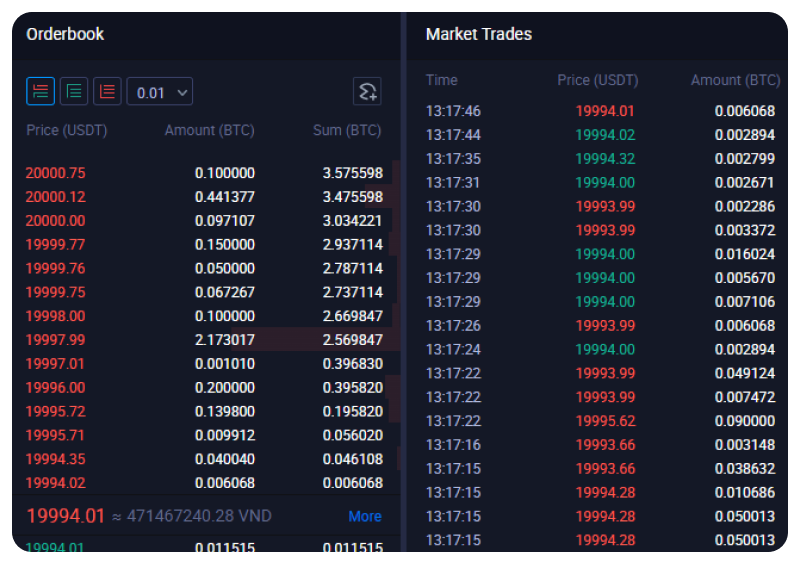 Orderbook
0.01
Price (USDT) Amount (BTC) Sum (BTC)
20000.75 0.100000 3.575598
20000.12 0.441377 3.475598
20000.00 0.097107 3.034221
19999.77 0.150000 2.937114
19999.76 0.050000 2.787114
19999.75 0.067267 2.737114
19998.00 0.100000 2.669847
19997.99 2.173017 2.569847
19997.01 0.001010 0.396830
19996.00 0.200000 0.395820
19995.72 0.139800 0.195820
19995.71 0.009912 0.056020
19994.35 0.040040 0.046108
19994.02 0.006068 0.006068
19994.01 ≈ 471467240.28 VND More
19994.01 0.011515 0.011515
Market Trades
Time Price (USDT) Amount (BTC)
13:17:46 19994.01 0.006068
13:17:44 19994.02 0.002894
13:17:35 19994.32 0.002799
13:17:31 19994.00 0.002671
13:17:30 19993.99 0.002286
13:17:30 19993.99 0.003372
13:17:29 19994.00 0.016024
13:17:29 19994.00 0.005670
13:17:29 19994.00 0.007106
13:17:26 19993.99 0.006068
13:17:24 19994.00 0.002894
13:17:22 19993.99 0.049124
13:17:22 19993.99 0.007472
13:17:22 19995.62 0.090000
13:17:16 19993.66 0.003148
13:17:15 19993.66 0.038632
13:17:15 19994.28 0.010686
13:17:15 19994.28 0.050013
13:17:15 19994.28 0.050013